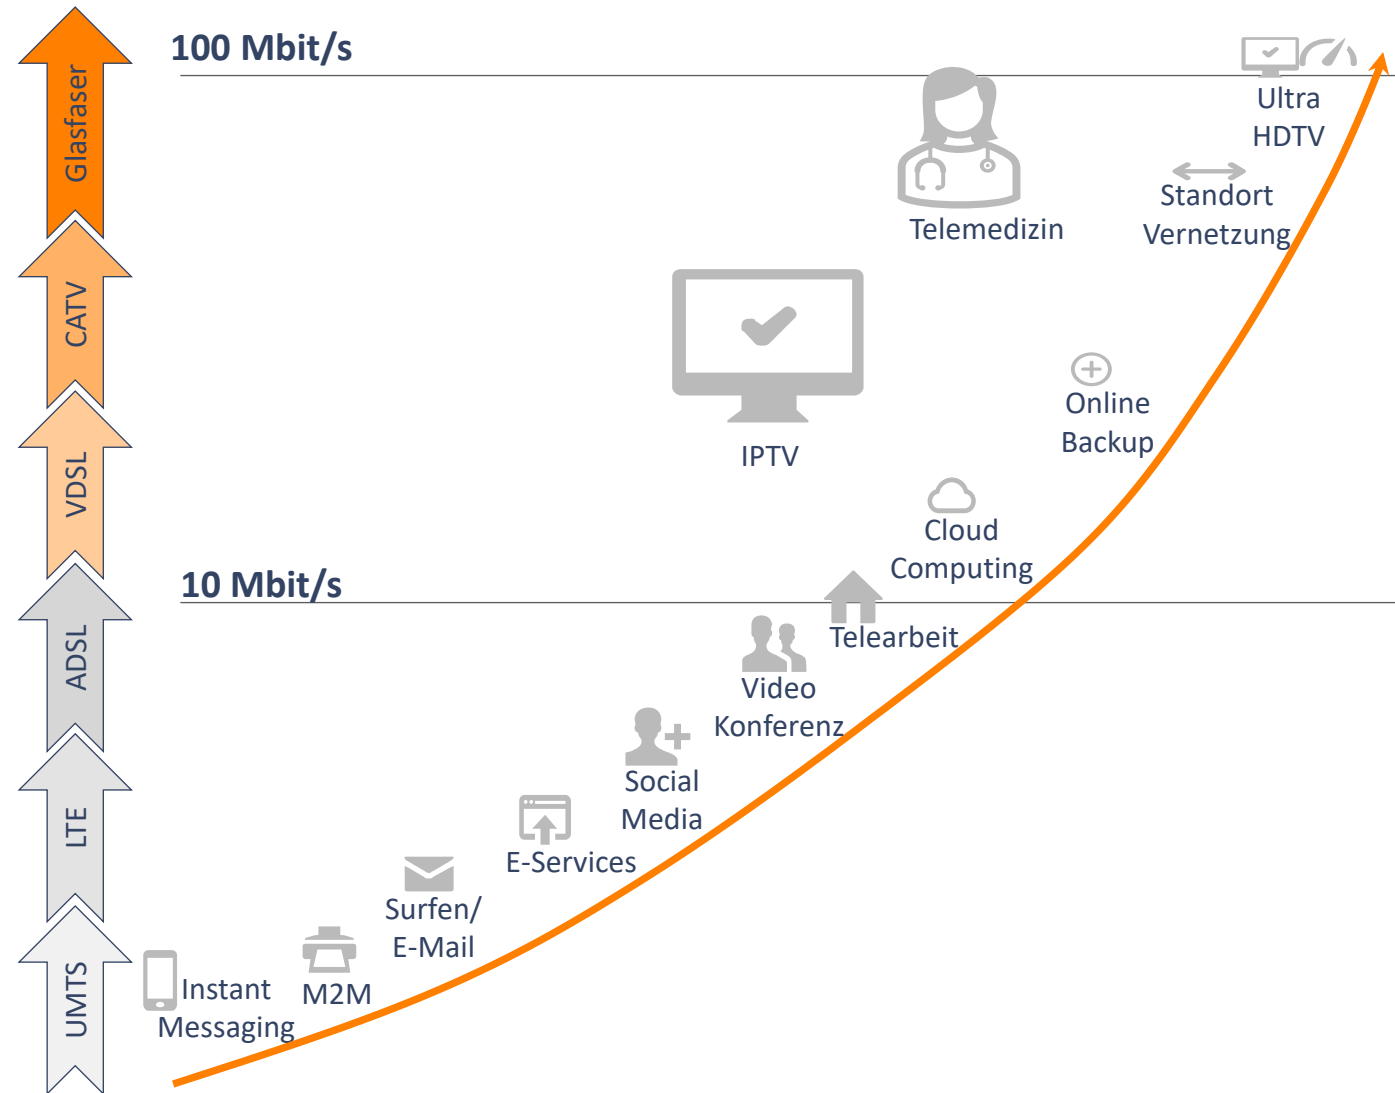 100 Mbit/s
Glasfaser
CATV
VDSL
ADSL
LTE
UMTS
Ultra
HDTV
Standort
Vernetzung
Telemedizin
Online
Backup
IPTV
Cloud
Computing
10 Mbit/s
Telearbeit
Video
Konferenz
Social
Media
E-Services
Surfen/
E-Mail
M2M
Instant
Messaging